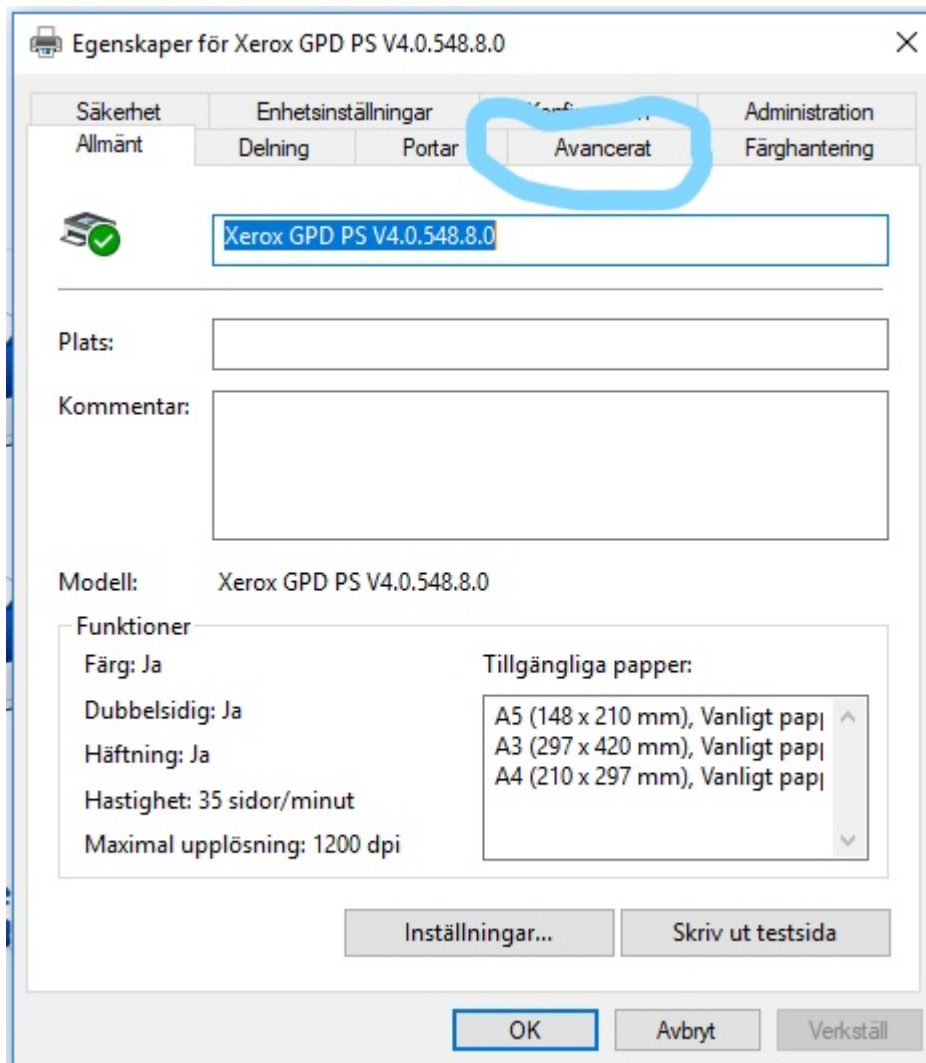 Egenskaper för Xerox GPD PS V4.0.548.8.0
Säkerhet Enhetsinställningar Administration
Allmänt Delning Portar Avancerat Färghantering
Xerox GPD PS V4.0.548.8.0
Plats:
Kommentar:
Modell: Xerox GPD PS V4.0.548.8.0
Funktioner
Färg: Ja
Dubbelsidig: Ja
Häftning: Ja
Hastighet: 35 sidor/minut
Maximal upplösning: 1200 dpi
Tillgängliga papper:
A5 (148 x 210 mm), Vanligt papp
A3 (297 x 420 mm), Vanligt papp
A4 (210 x 297 mm), Vanligt papp
Inställningar... Skriv ut testsida
OK Avbryt Verkställ